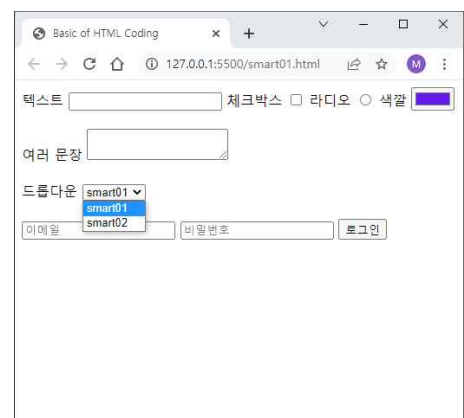 Basic of HTML Coding
127.0.0.1:5500/smart01.html M
텍스트 체크박스 라디오 색깔
여러 문장
드롭다운 smart01
smart01
smart02
이메일 비밀번호 로그인